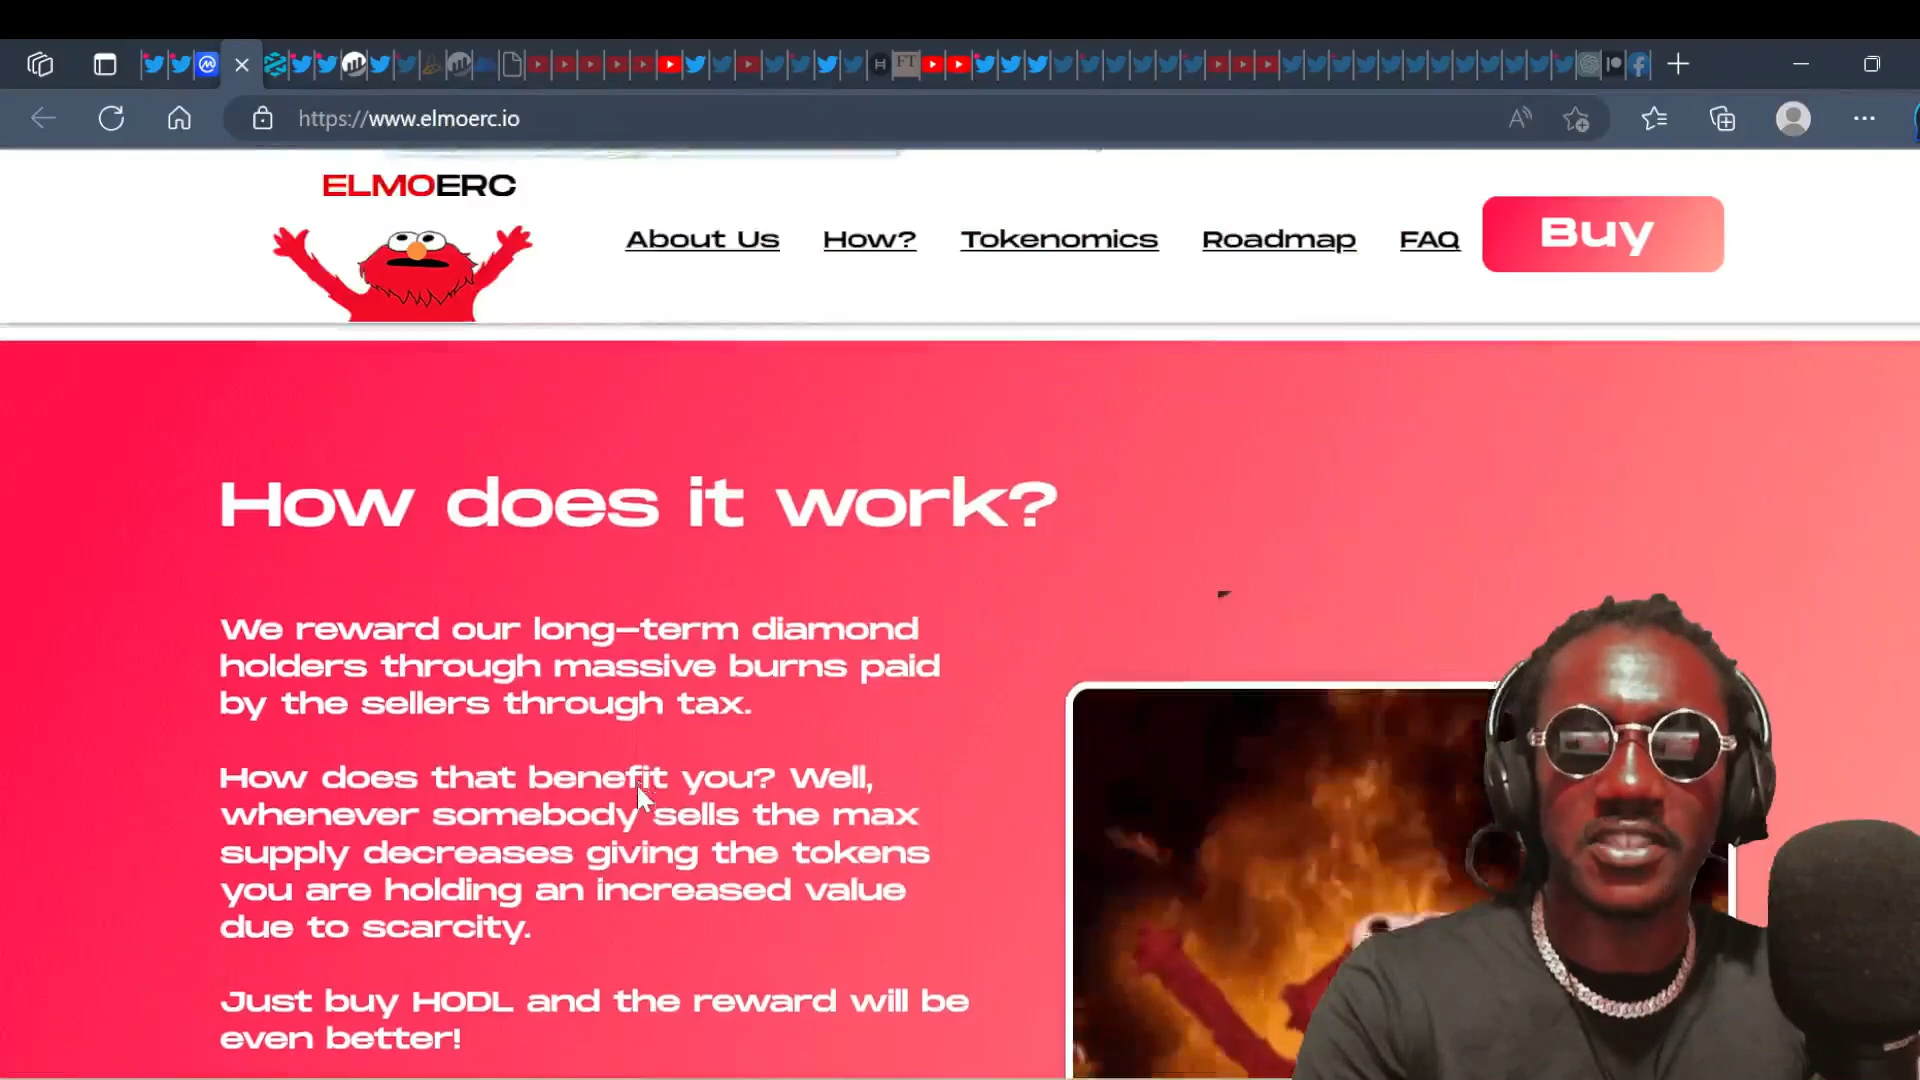 https://www.elmoerc.io
ELMOERC
About Us
How?
Tokenomics
Roadmap
FAQ
Buy
How does it work?
We reward our long-term diamond
holders through massive burns paid
by the sellers through tax.
How does that benefit you? Well,
whenever somebody sells the max
supply decreases giving the tokens
you are holding an increased value
due to scarcity.
Just buy HODL and the reward will be
even better!